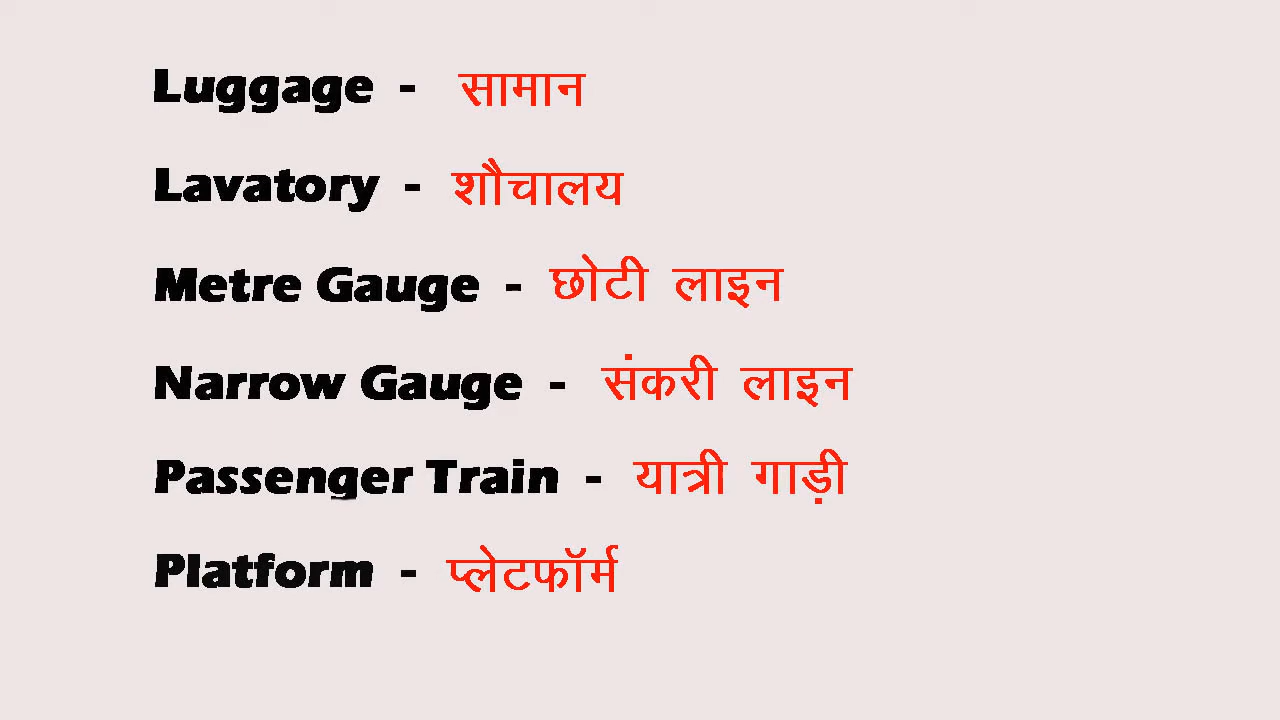 Luggage - सामान
Lavatory - शौचालय
Metre Gauge - छोटी लाइन
Narrow Gauge - संकरी लाइन
Passenger Train - यात्री गाड़ी
Platform - प्लेटफॉर्म